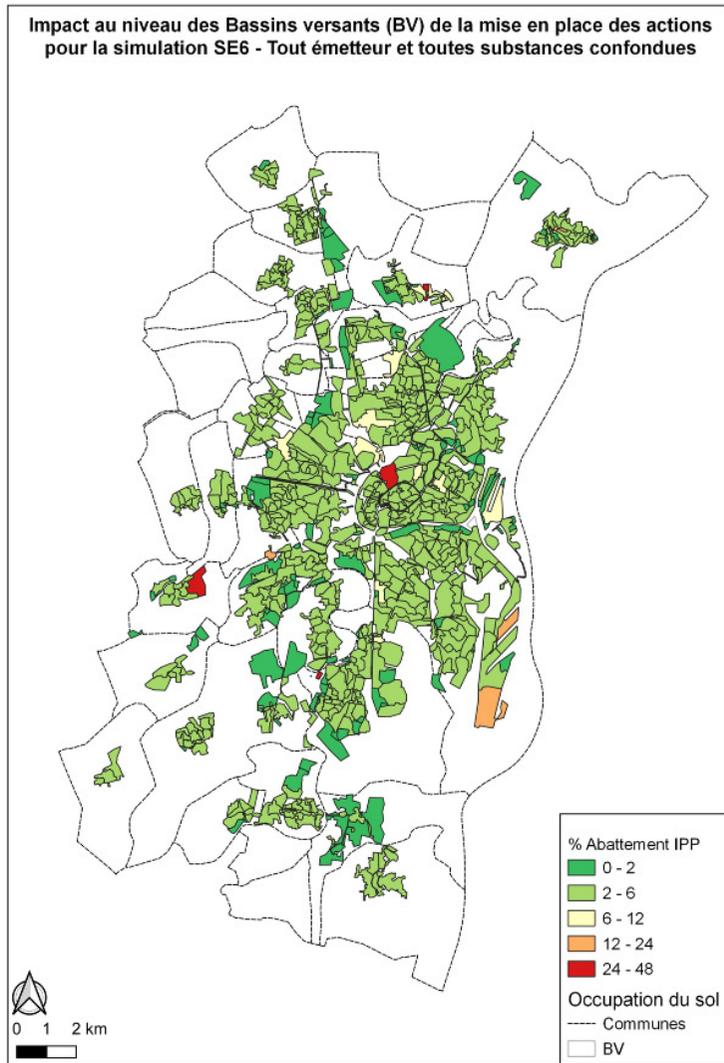 Impact au niveau des Bassins versants (BV) de la mise en place des actions
pour la simulation SE6 - Tout émetteur et toutes substances confondues
% Abattement IPP
0 - 2
2 - 6
6 - 12
12 - 24
24 - 48
Occupation du sol
Communes
BV
0 1 2 km